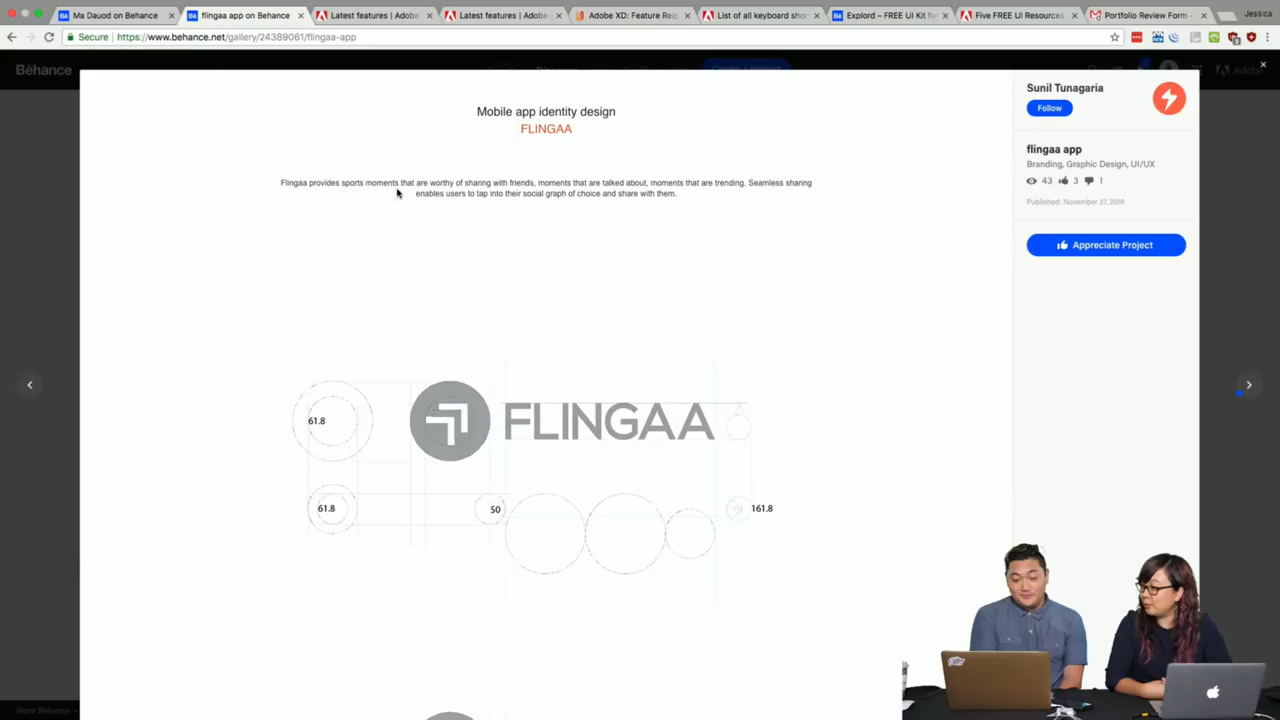 Ma Dauod on Behance
flingaa app on Behance
Latest features | Adobe
Latest features | Adobe
Adobe XD: Feature Req
List of all keyboard shor
Explord – FREE UI Kit fo
Five FREE UI Resources
Portfolio Review Form -
Jessica
Secure
https://www.behance.net/gallery/24389061/flingaa-app
Bēhance
Adobe
Mobile app identity design
FLINGAA
Flingaa provides sports moments that are worthy of sharing with friends, moments that are talked about, moments that are trending. Seamless sharing
enables users to tap into their social graph of choice and share with them.
Sunil Tunagaria
Follow
flingaa app
Branding, Graphic Design, UI/UX
43 3 1
Published: November 27, 2016
Appreciate Project
61.8
FLINGAA
61.8
50
161.8
More Behance